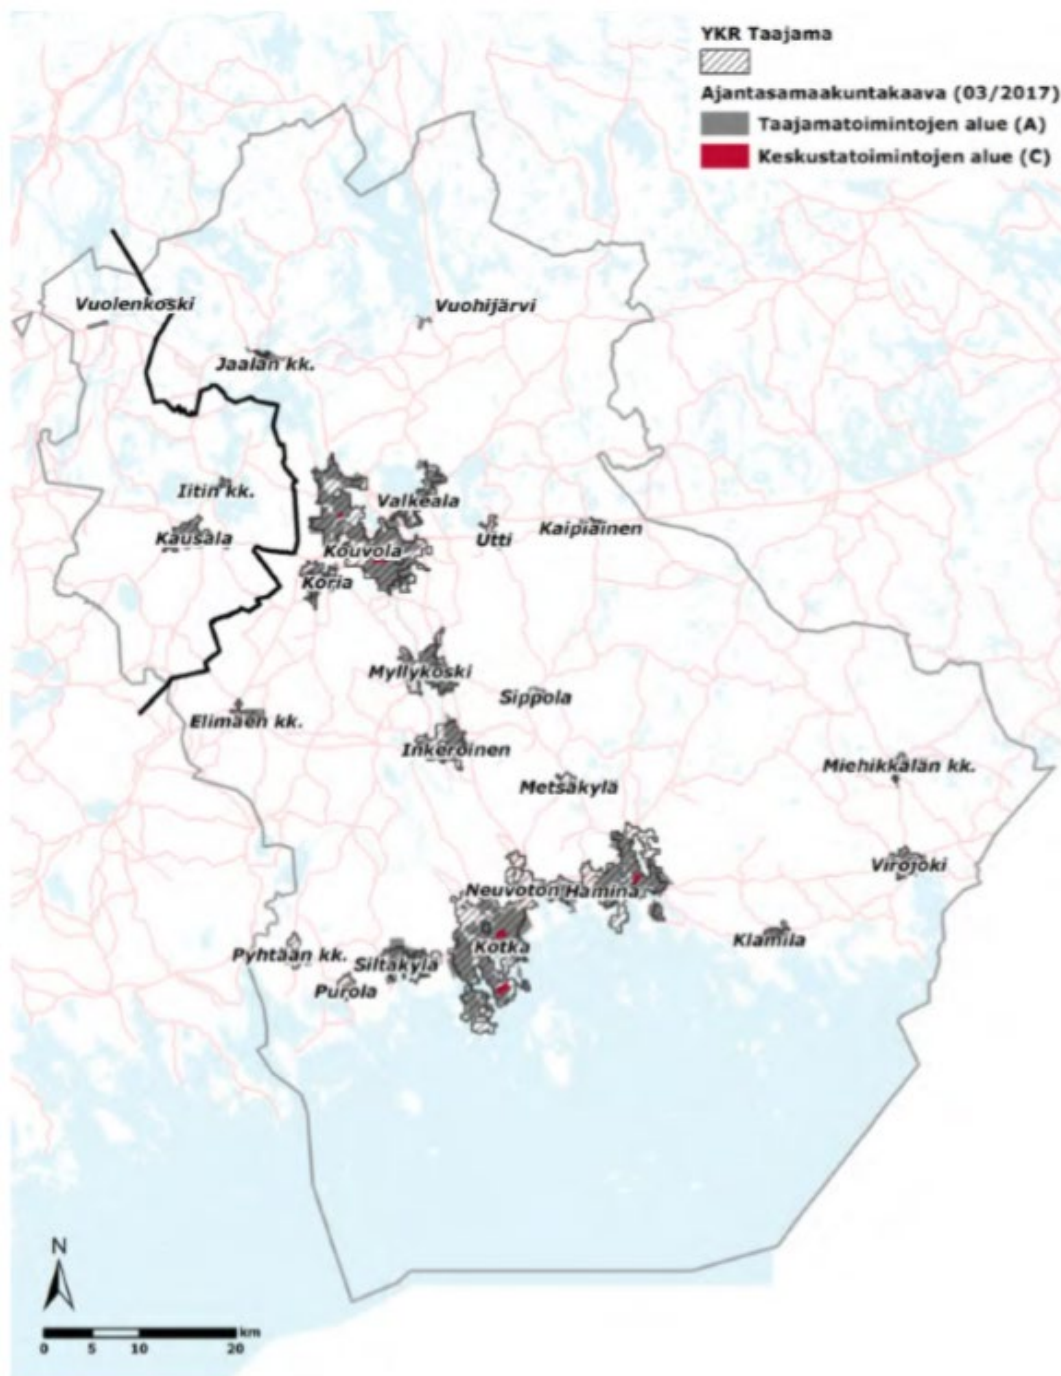 YKR Taajama
Ajantasamaakuntakaava (03/2017)
Taajamatoimintojen alue (A)
Keskustatoimintojen alue (C)
Vuolenkoski
Vuohijärvi
Jaalan kk.
Iitin kk.
Valkeala
Kausala
Kouvola
Utti
Kaipiainen
Koria
Myllykoski
Sippola
Elimäen kk.
Inkeroinen
Metsäkylä
Miehikkälän kk.
Virojoki
Neuvoton
Hamina
Kotka
Klamila
Pyhtään kk.
Siltakylä
Purola
N
km
0 5 10 20